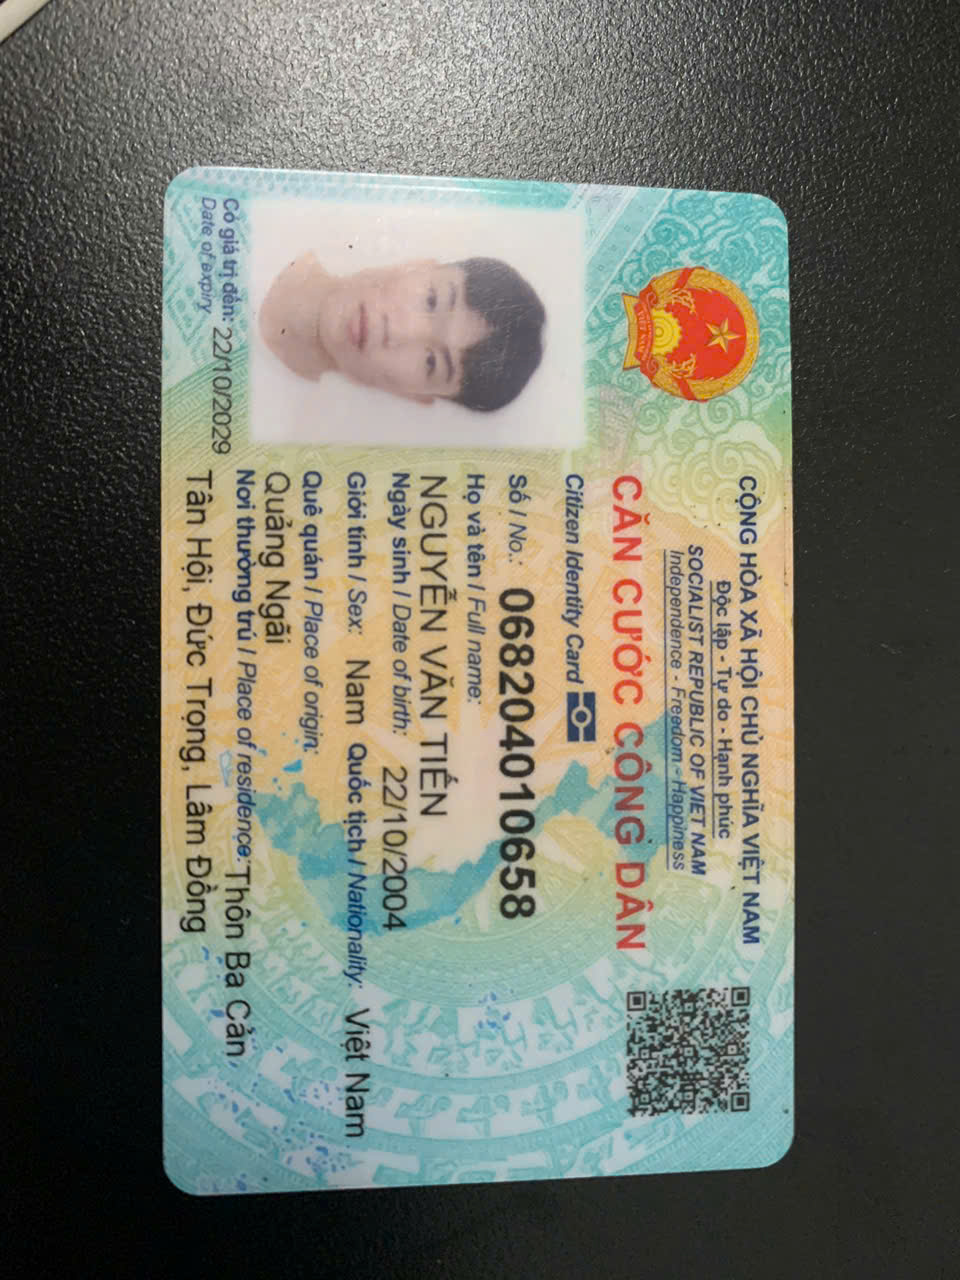 CỘNG HÒA XÃ HỘI CHỦ NGHĨA VIỆT NAM
Độc lập - Tự do - Hạnh phúc
SOCIALIST REPUBLIC OF VIET NAM
Independence - Freedom - Happiness
CĂN CƯỚC CÔNG DÂN
Citizen Identity Card
Số / No.: 068204010658
Họ và tên / Full name:
NGUYỄN VĂN TIẾN
Ngày sinh / Date of birth: 22/10/2004
Giới tính / Sex: Nam Quốc tịch / Nationality: Việt Nam
Quê quán / Place of origin:
Quảng Ngãi
Nơi thường trú / Place of residence: Thôn Ba Cản
Tân Hội, Đức Trọng, Lâm Đồng
Có giá trị đến: 22/10/2029
Date of expiry